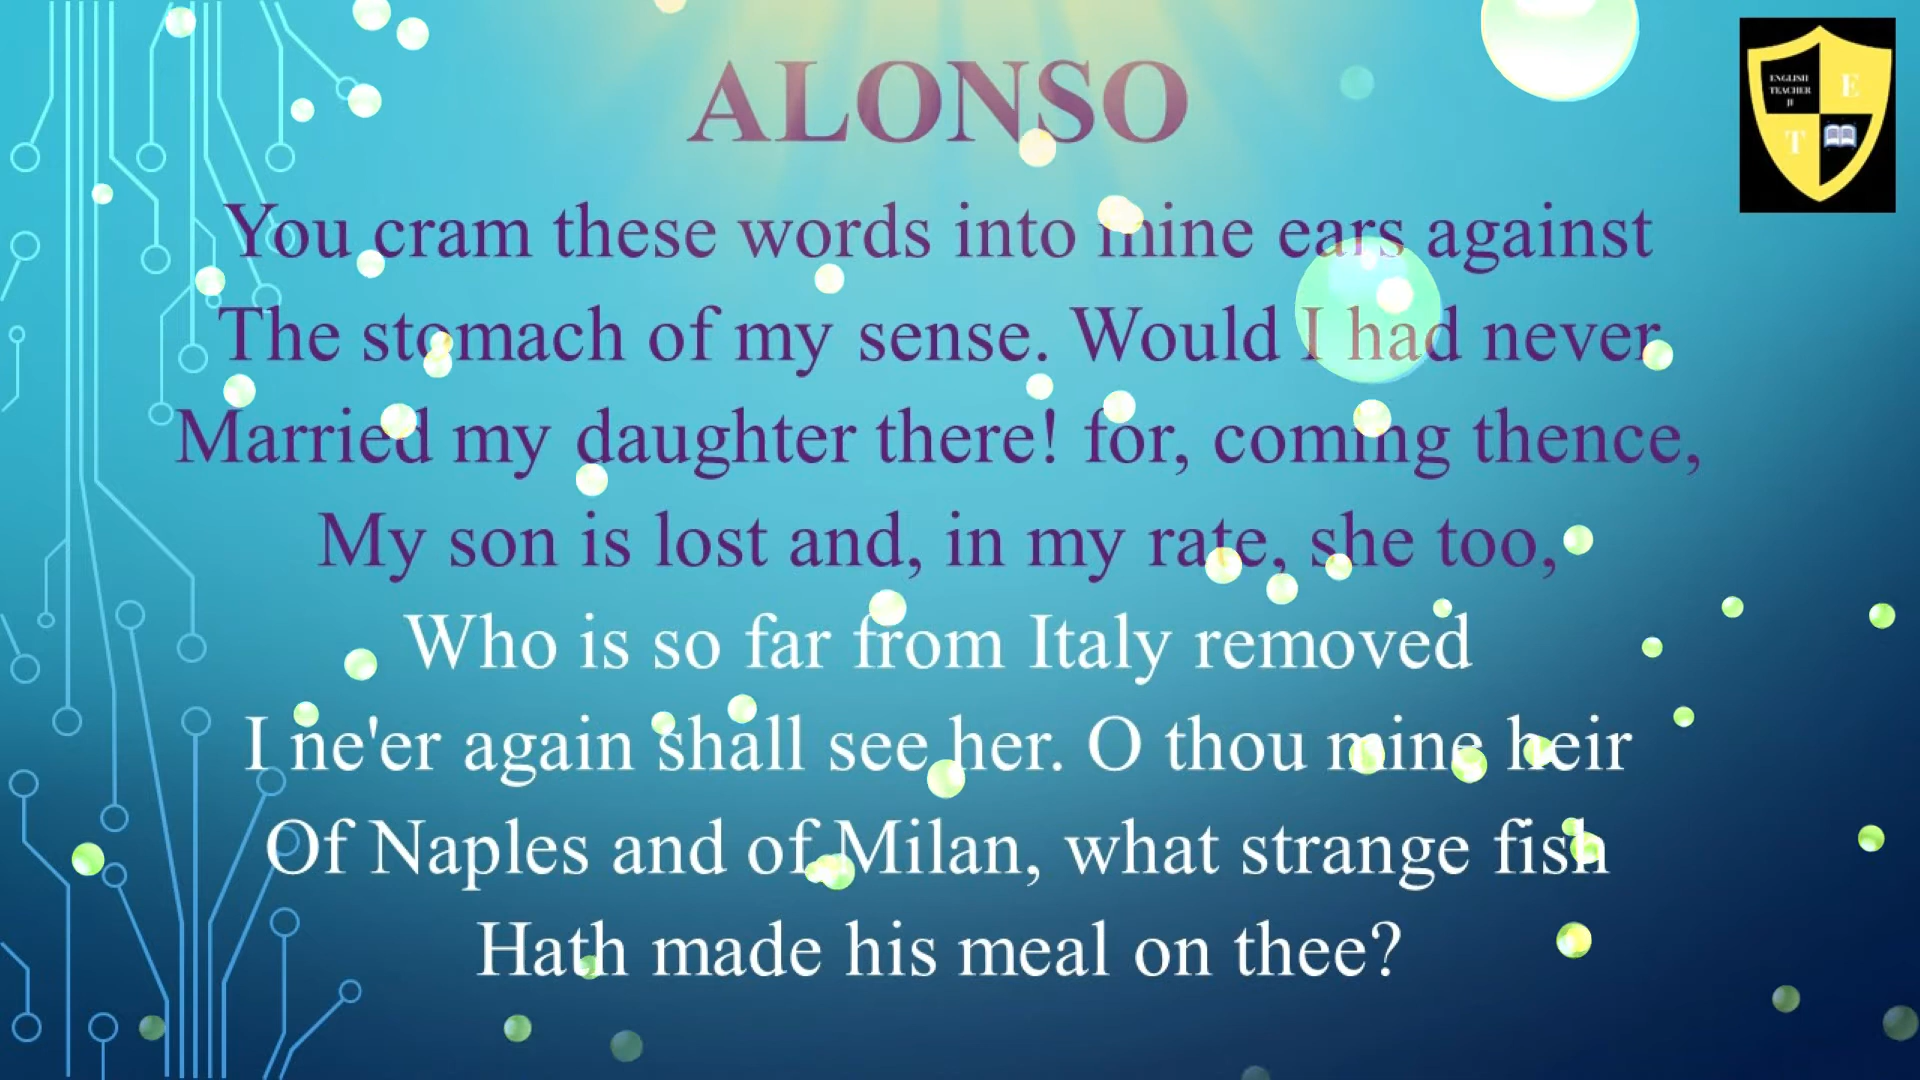 ALONSO
ENGLISH
TEACHER
JI
E
T
You cram these words into mine ears against
The stomach of my sense. Would I had never
Married my daughter there! for, coming thence,
My son is lost and, in my rate, she too,
Who is so far from Italy removed
I ne'er again shall see her. O thou mine heir
Of Naples and of Milan, what strange fish
Hath made his meal on thee?